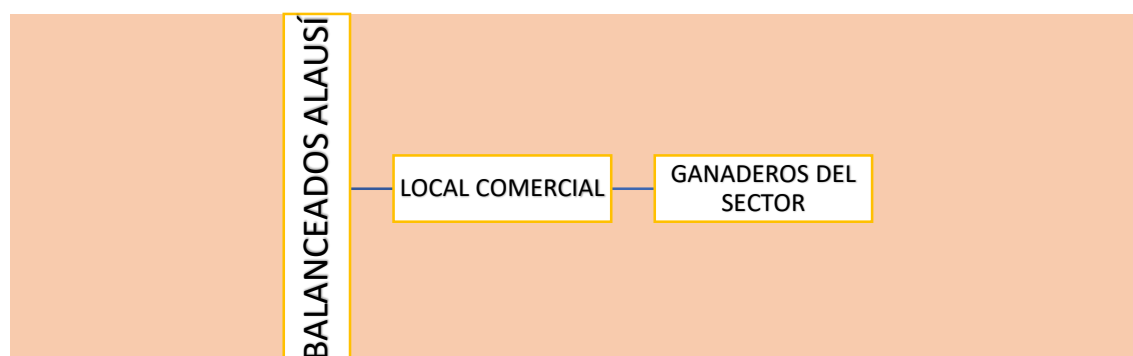 BALANCEADOS ALAUSÍ
LOCAL COMERCIAL
GANADEROS DEL
SECTOR